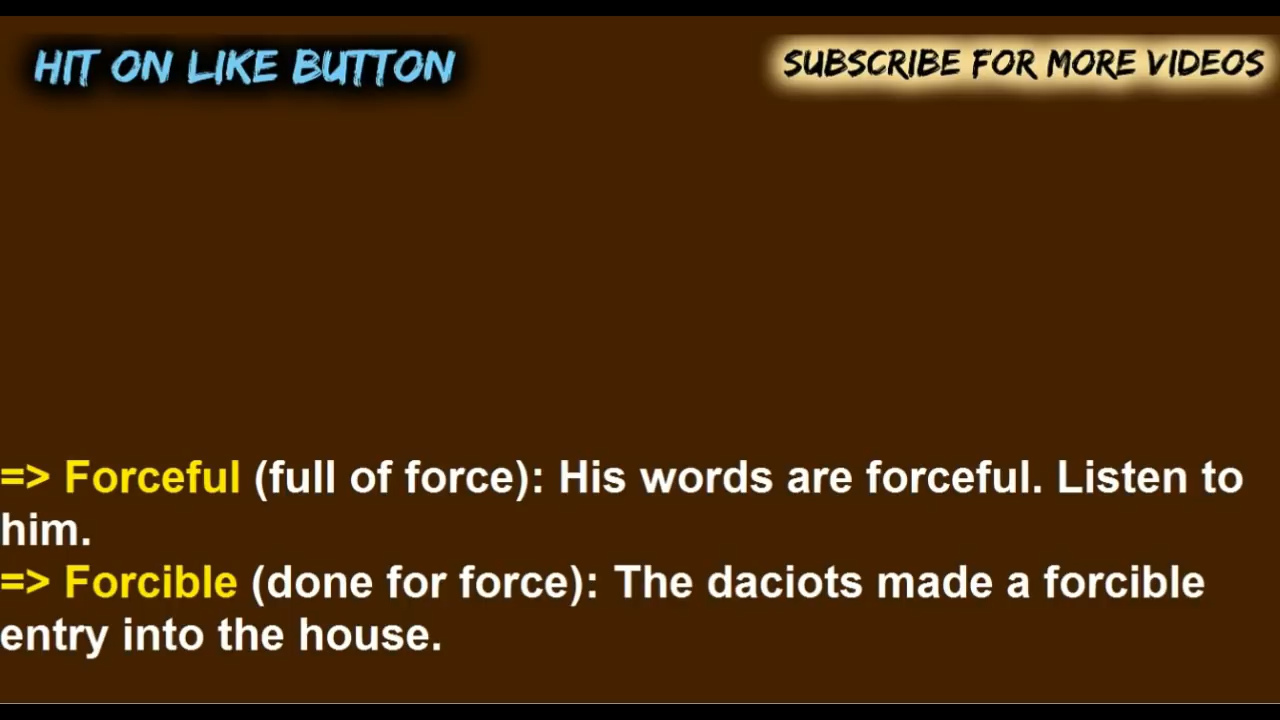 HIT ON LIKE BUTTON
SUBSCRIBE FOR MORE VIDEOS
=> Forceful (full of force): His words are forceful. Listen to
him.
=> Forcible (done for force): The daciots made a forcible
entry into the house.